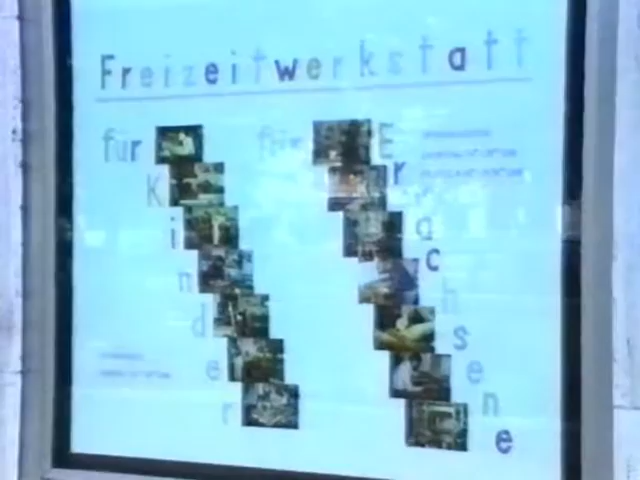 Freizeitwerkstatt
für Kinder
für Erwachsene